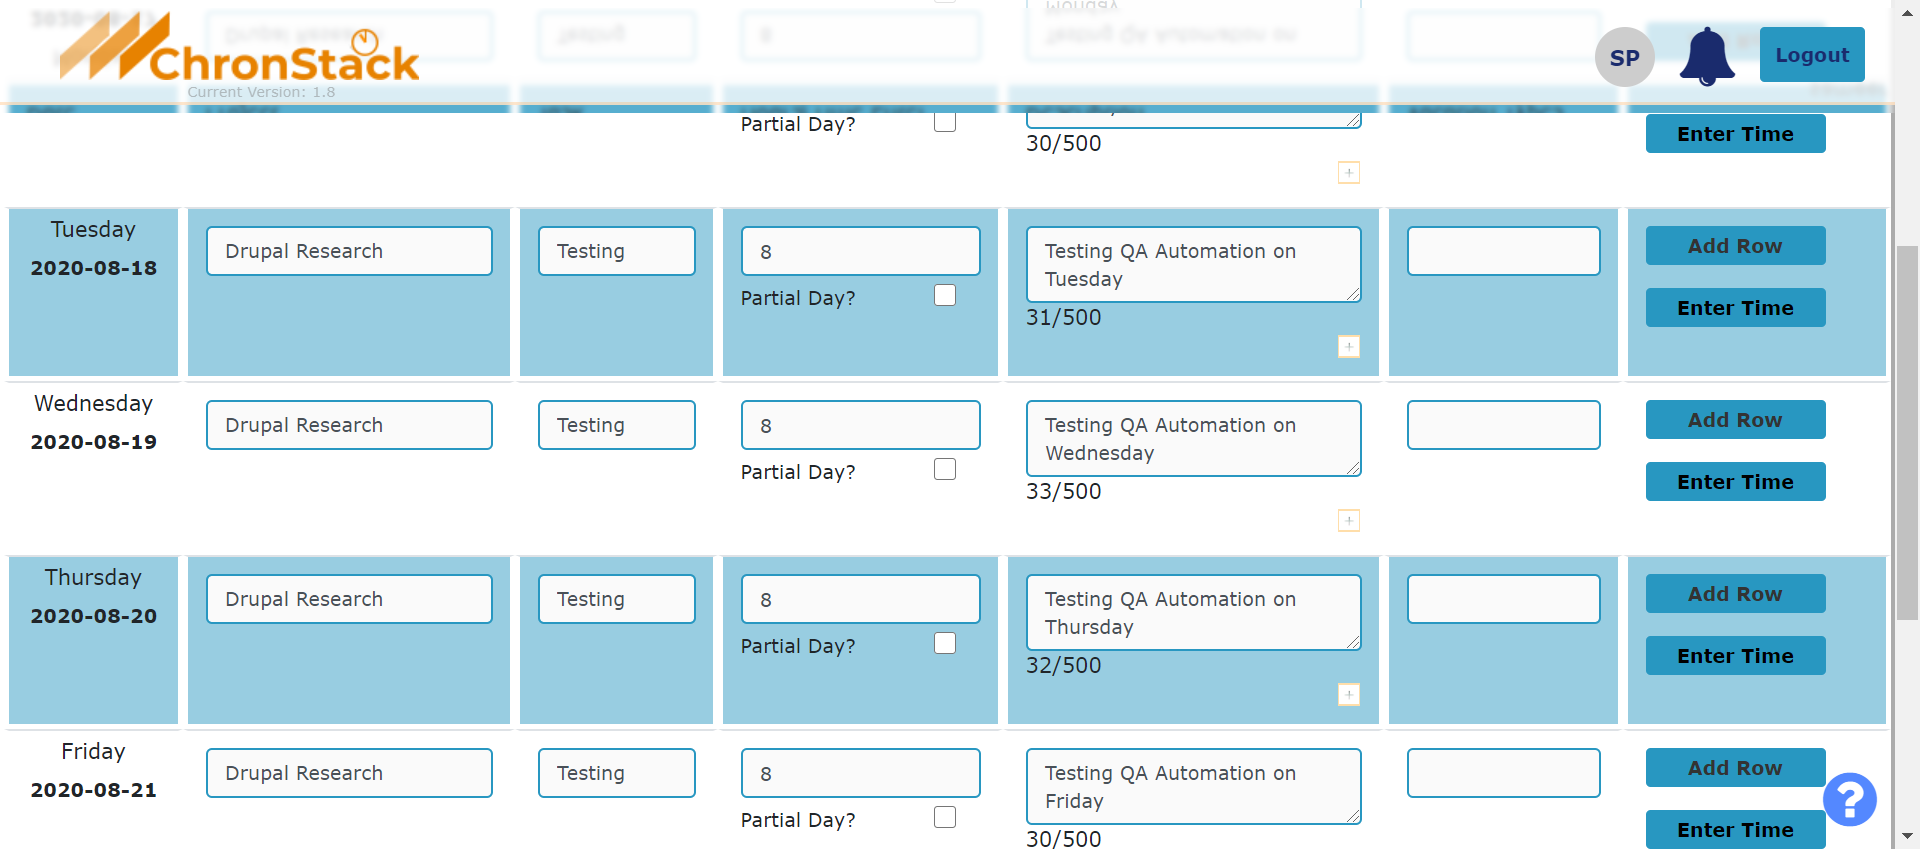 ChronStack
Current Version: 1.8
SP
Logout
Partial Day?
30/500
+
Enter Time
Tuesday
2020-08-18
Drupal Research
Testing
8
Partial Day?
Testing QA Automation on
Tuesday
31/500
+
Add Row
Enter Time
Wednesday
2020-08-19
Drupal Research
Testing
8
Partial Day?
Testing QA Automation on
Wednesday
33/500
+
Add Row
Enter Time
Thursday
2020-08-20
Drupal Research
Testing
8
Partial Day?
Testing QA Automation on
Thursday
32/500
+
Add Row
Enter Time
Friday
2020-08-21
Drupal Research
Testing
8
Partial Day?
Testing QA Automation on
Friday
30/500
Add Row
Enter Time
?